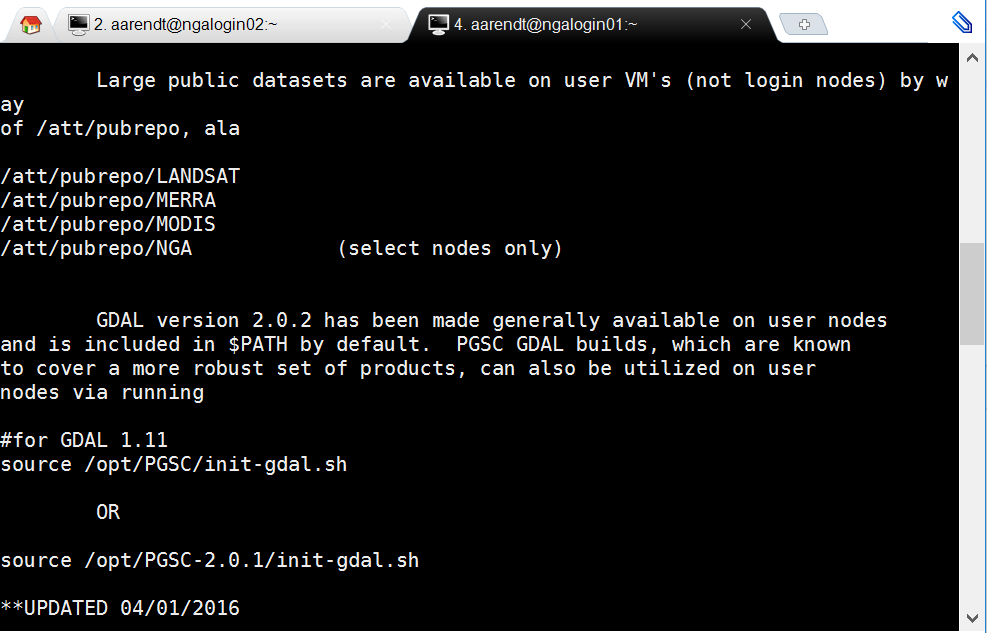 2. aarendt@ngalogin02:~
4. aarendt@ngalogin01:~
Large public datasets are available on user VM's (not login nodes) by w
ay
of /att/pubrepo, ala
/att/pubrepo/LANDSAT
/att/pubrepo/MERRA
/att/pubrepo/MODIS
/att/pubrepo/NGA (select nodes only)
GDAL version 2.0.2 has been made generally available on user nodes
and is included in $PATH by default.  PGSC GDAL builds, which are known
to cover a more robust set of products, can also be utilized on user
nodes via running
#for GDAL 1.11
source /opt/PGSC/init-gdal.sh
OR
source /opt/PGSC-2.0.1/init-gdal.sh
**UPDATED 04/01/2016